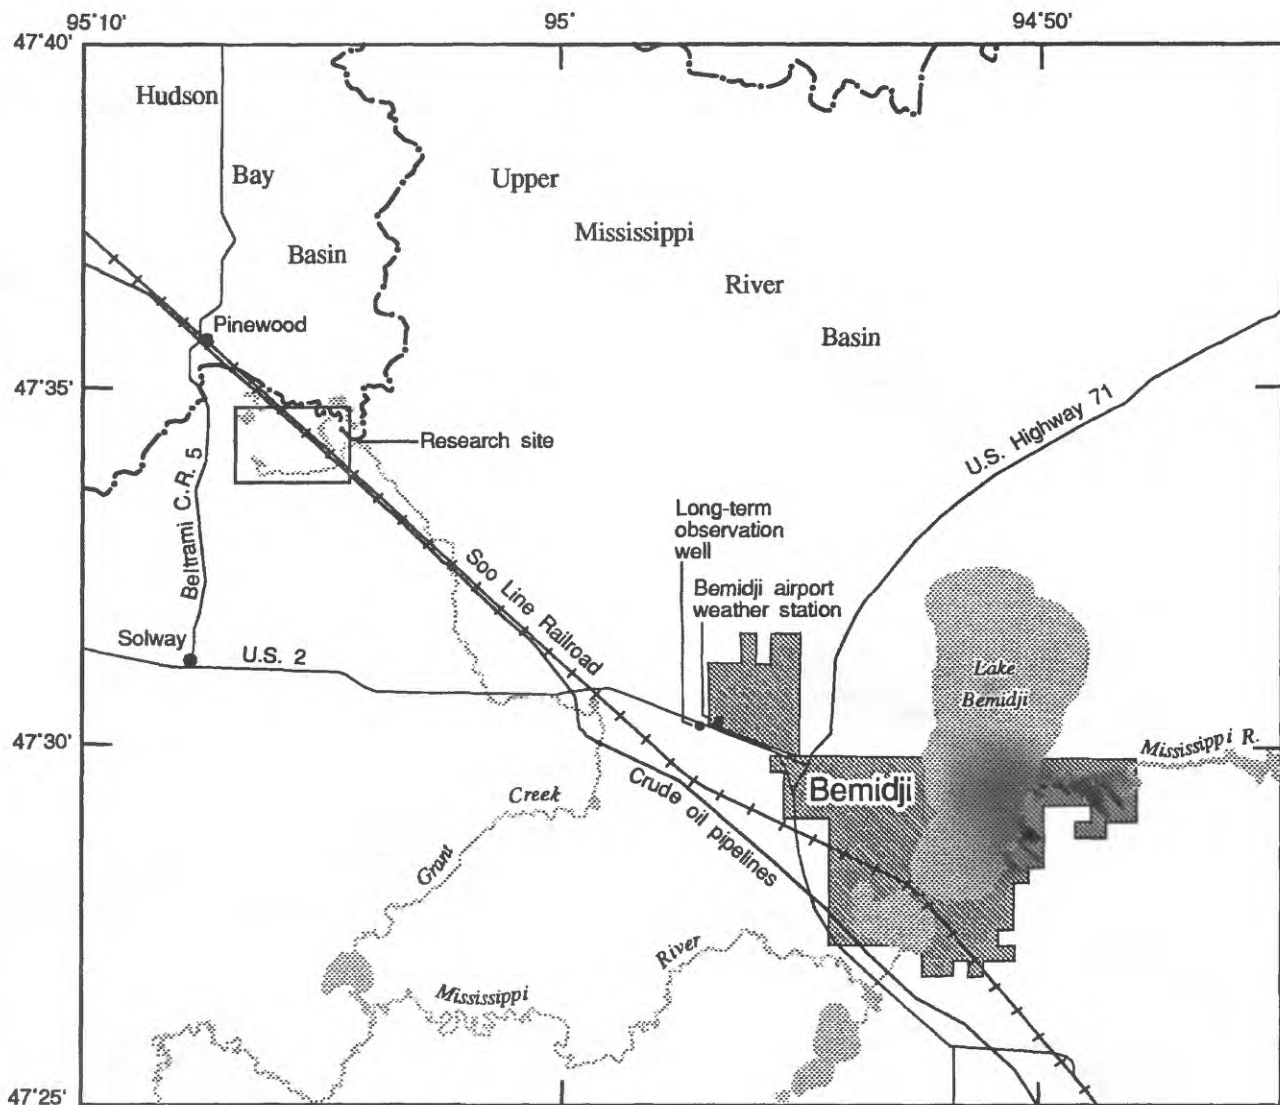 95°10'
95°
94°50'
47°40'
Hudson
Bay
Basin
Upper
Mississippi
River
Basin
Pinewood
47°35'
Research site
U.S. Highway 71
Beltrami C.R. 5
Long-term
observation
well
Bemidji airport
weather station
Soo Line Railroad
Solway
U.S. 2
Lake
Bemidji
47°30'
Mississippi R.
Bemidji
Crude oil pipelines
Creek
Grant
River
Mississippi
47°25'